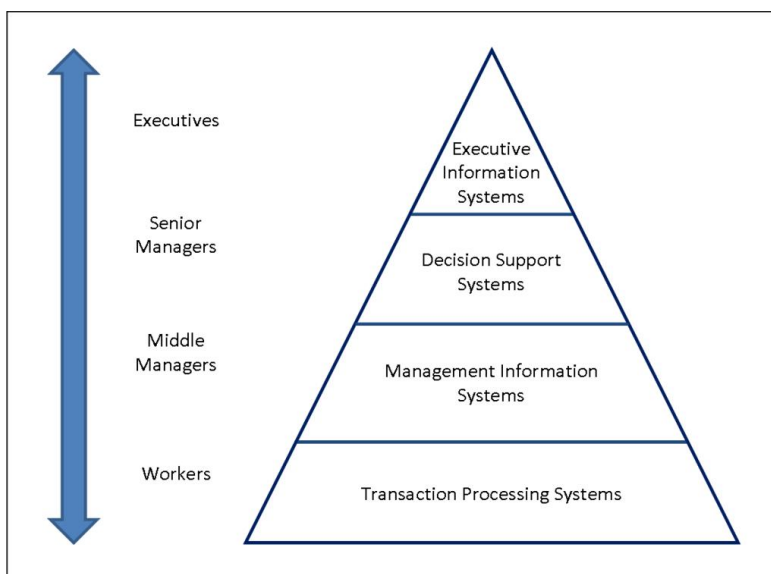 Executives
Executive
Information
Systems
Senior
Managers
Decision Support
Systems
Middle
Managers
Management Information
Systems
Workers
Transaction Processing Systems